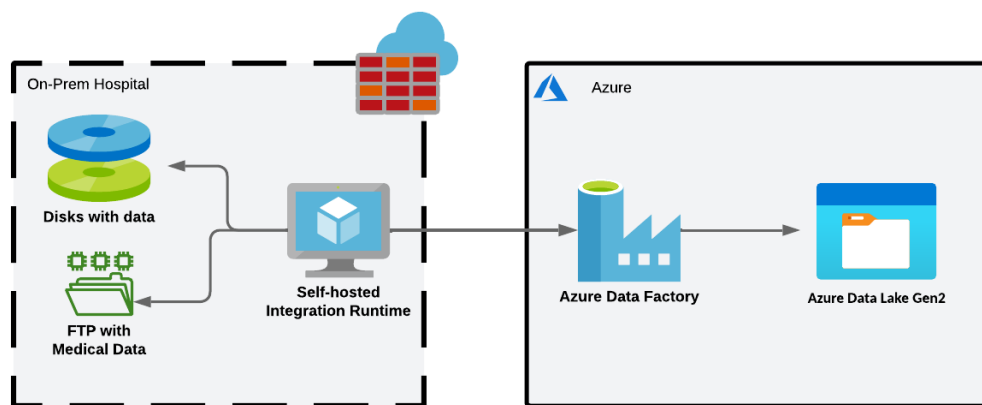 On-Prem Hospital
Disks with data
FTP with
Medical Data
Self-hosted
Integration Runtime
Azure
Azure Data Factory
Azure Data Lake Gen2